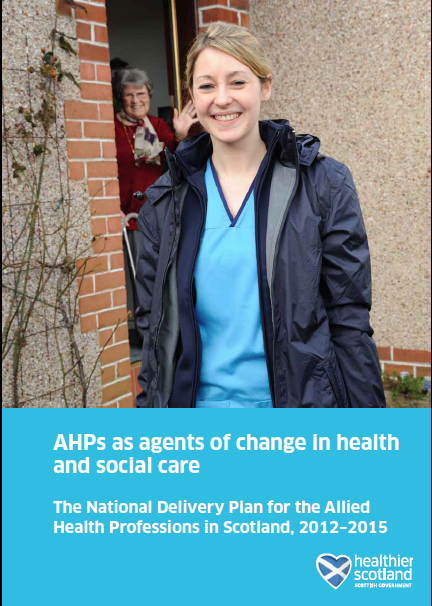 AHPs as agents of change in health
and social care
The National Delivery Plan for the Allied
Health Professions in Scotland, 2012–2015
healthier
scotland
SCOTTISH GOVERNMENT